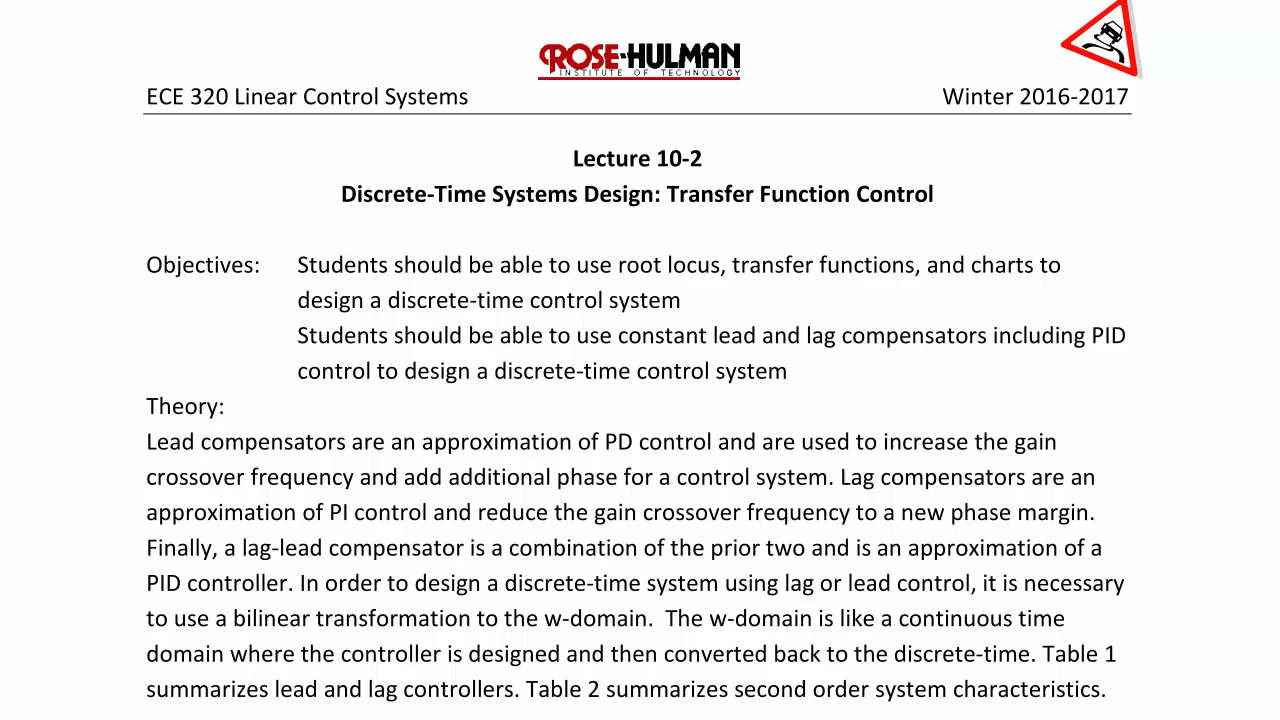 ROSE-HULMAN
INSTITUTE OF TECHNOLOGY
ECE 320 Linear Control Systems Winter 2016-2017
Lecture 10-2
Discrete-Time Systems Design: Transfer Function Control
Objectives: Students should be able to use root locus, transfer functions, and charts to
design a discrete-time control system
Students should be able to use constant lead and lag compensators including PID
control to design a discrete-time control system
Theory:
Lead compensators are an approximation of PD control and are used to increase the gain
crossover frequency and add additional phase for a control system. Lag compensators are an
approximation of PI control and reduce the gain crossover frequency to a new phase margin.
Finally, a lag-lead compensator is a combination of the prior two and is an approximation of a
PID controller. In order to design a discrete-time system using lag or lead control, it is necessary
to use a bilinear transformation to the w-domain.  The w-domain is like a continuous time
domain where the controller is designed and then converted back to the discrete-time. Table 1
summarizes lead and lag controllers. Table 2 summarizes second order system characteristics.